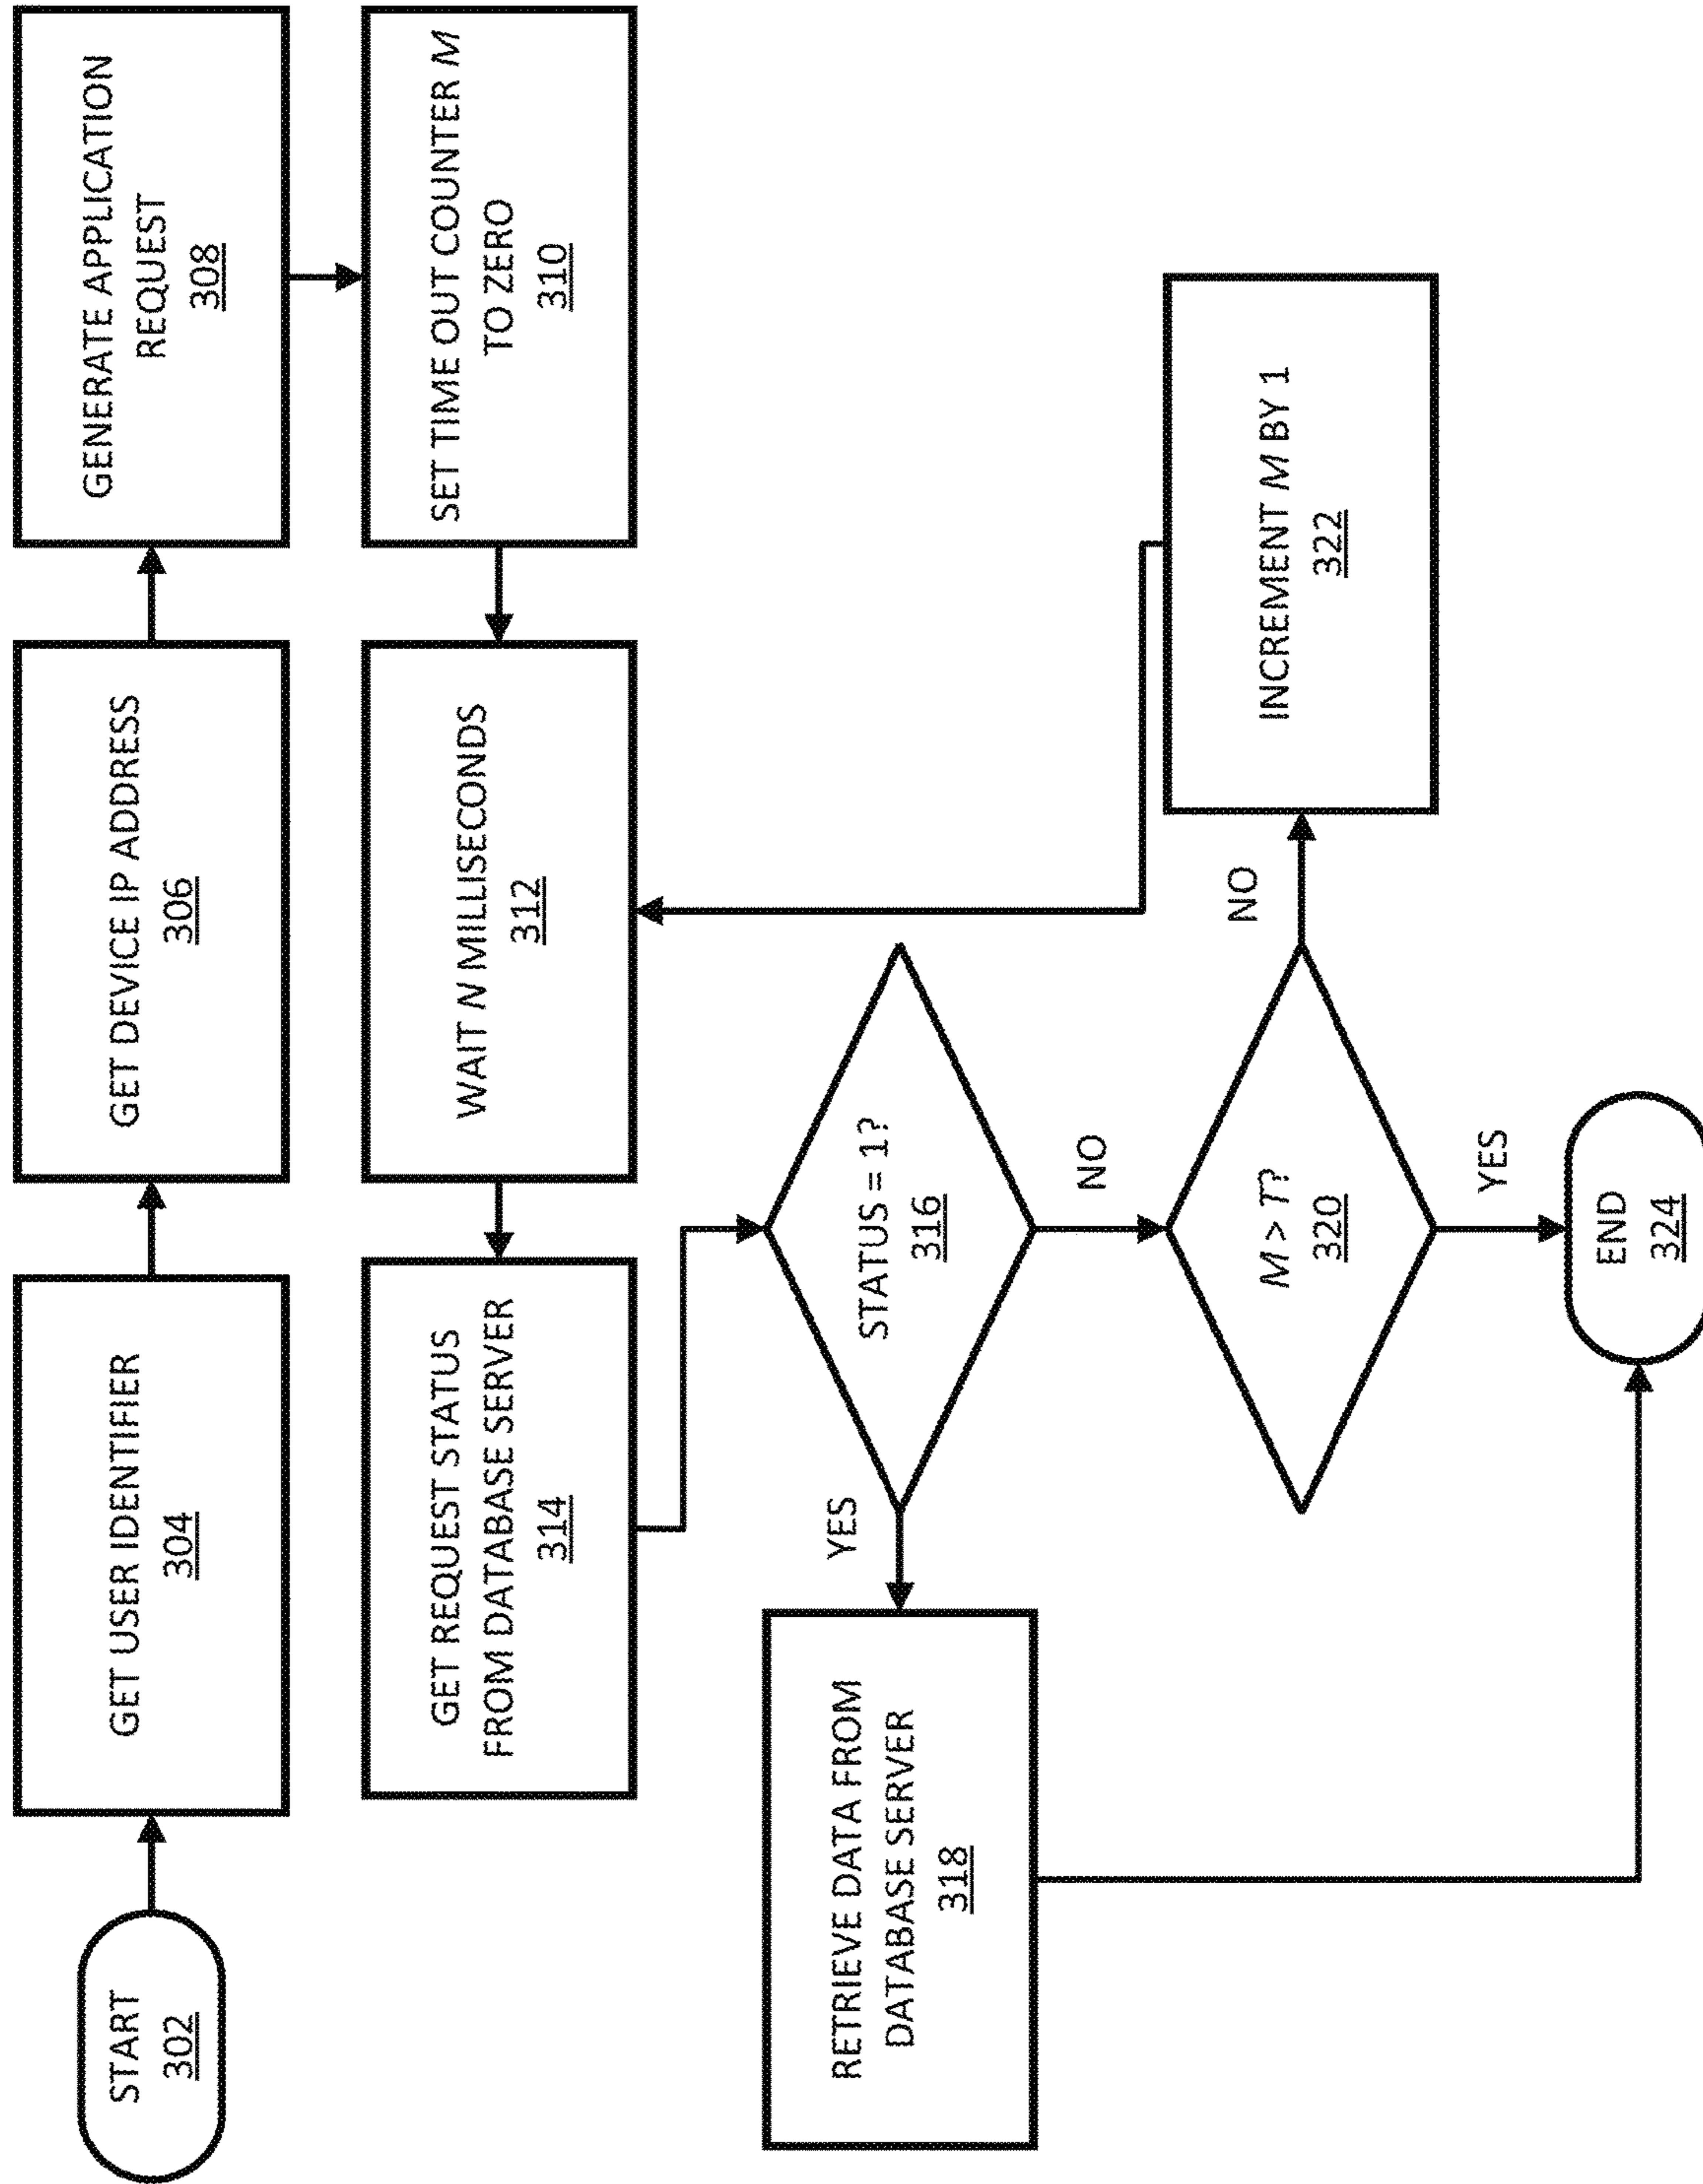 START
302
GET USER IDENTIFIER
304
GET DEVICE IP ADDRESS
306
GENERATE APPLICATION
REQUEST
308
SET TIME OUT COUNTER M
TO ZERO
310
WAIT N MILLISECONDS
312
GET REQUEST STATUS
FROM DATABASE SERVER
314
STATUS = 1?
316
YES
RETRIEVE DATA FROM
DATABASE SERVER
318
NO
M > T?
320
NO
INCREMENT M BY 1
322
YES
END
324